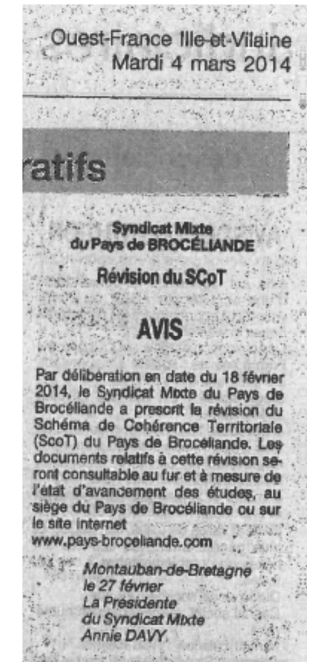 Ouest-France Ille-et-Vilaine
Mardi 4 mars 2014
ratifs
Syndicat Mixte
du Pays de BROCÉLIANDE
Révision du SCoT
AVIS
Par délibération en date du 18 février
2014, le Syndicat Mixte du Pays de
Brocéliande a prescrit la révision du
Schéma de Cohérence Territoriale
(ScoT) du Pays de Brocéliande. Les
documents relatifs à cette révision se-
ront consultable au fur et à mesure de
l'état d'avancement des études, au
siège du Pays de Brocéliande ou sur
le site internet
www.pays-broceliande.com
Montauban-de-Bretagne
le 27 février
La Présidente
du Syndicat Mixte
Annie DAVY.